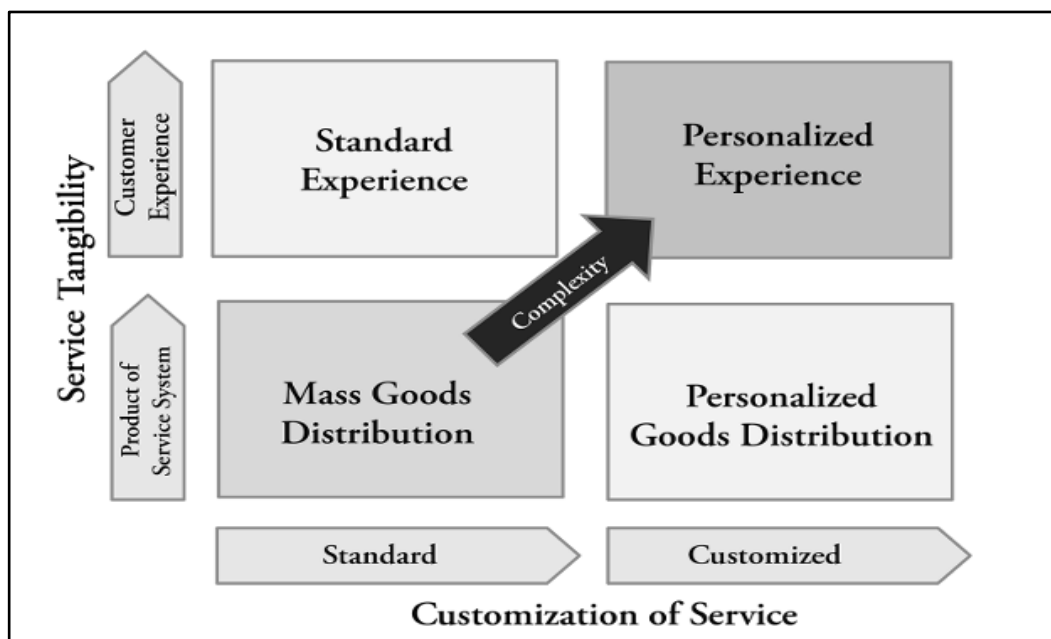 Service Tangibility
Customer
Experience
Product of
Service System
Standard
Experience
Personalized
Experience
Complexity
Mass Goods
Distribution
Personalized
Goods Distribution
Standard
Customized
Customization of Service